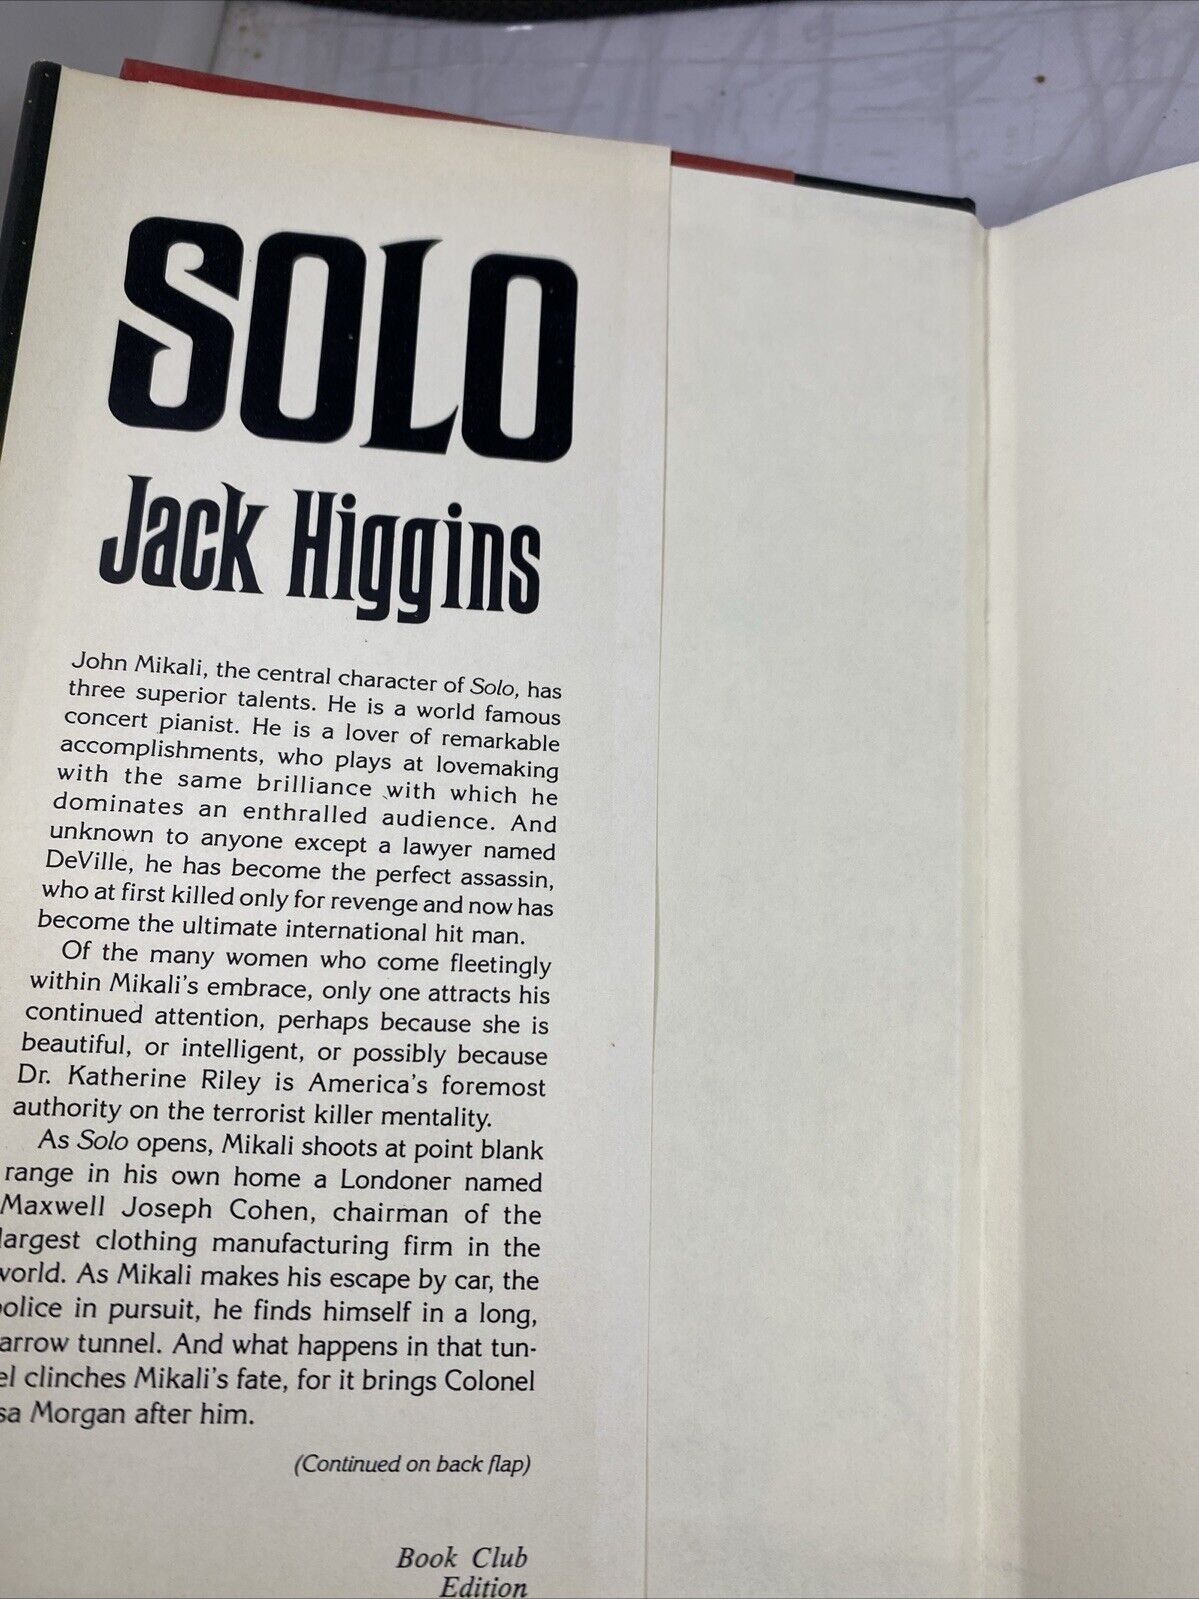 SOLO
Jack Higgins
John Mikali, the central character of Solo, has
three superior talents. He is a world famous
concert pianist. He is a lover of remarkable
accomplishments, who plays at lovemaking
with the same brilliance with which he
dominates an enthralled audience. And
unknown to anyone except a lawyer named
DeVille, he has become the perfect assassin,
who at first killed only for revenge and now has
become the ultimate international hit man.
Of the many women who come fleetingly
within Mikali's embrace, only one attracts his
continued attention, perhaps because she is
beautiful, or intelligent, or possibly because
Dr. Katherine Riley is America's foremost
authority on the terrorist killer mentality.
As Solo opens, Mikali shoots at point blank
range in his own home a Londoner named
Maxwell Joseph Cohen, chairman of the
largest clothing manufacturing firm in the
world. As Mikali makes his escape by car, the
police in pursuit, he finds himself in a long,
arrow tunnel. And what happens in that tun-
el clinches Mikali's fate, for it brings Colonel
sa Morgan after him.
(Continued on back flap)
Book Club
Edition